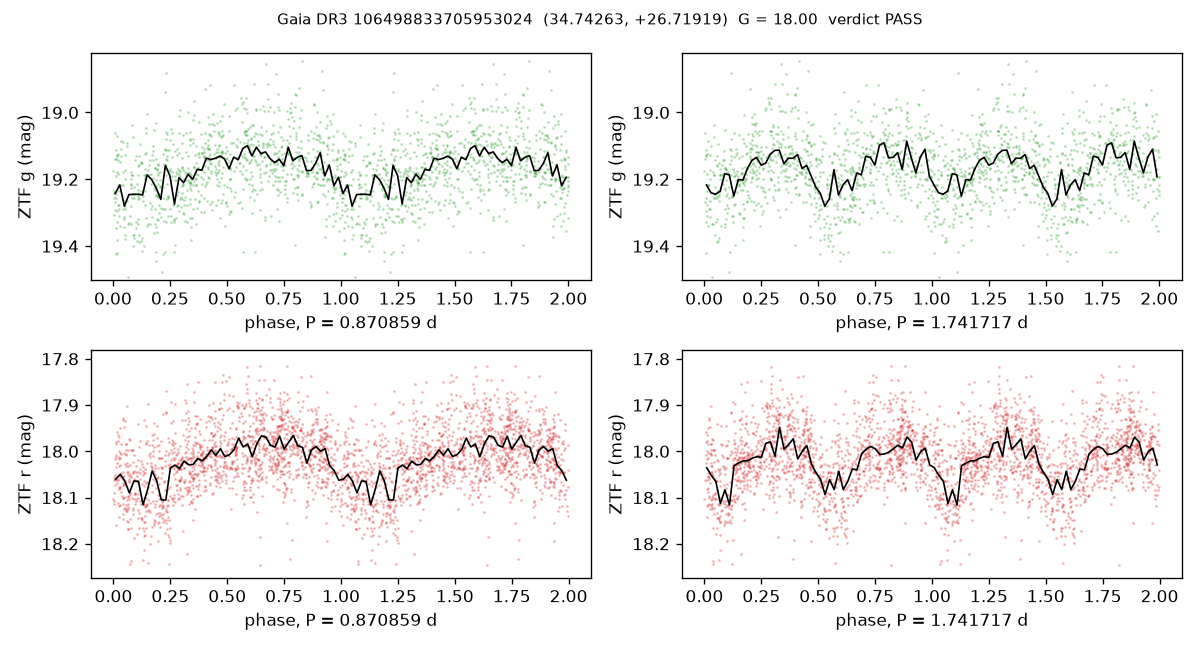 Gaia DR3 106498833705953024 (34.74263, +26.71919) G = 18.00 verdict PASS
ZTF g (mag)
19.0
19.2
19.4
0.00 0.25 0.50 0.75 1.00 1.25 1.50 1.75 2.00
phase, P = 0.870859 d
ZTF g (mag)
19.0
19.2
19.4
0.00 0.25 0.50 0.75 1.00 1.25 1.50 1.75 2.00
phase, P = 1.741717 d
ZTF r (mag)
17.8
17.9
18.0
18.1
18.2
0.00 0.25 0.50 0.75 1.00 1.25 1.50 1.75 2.00
phase, P = 0.870859 d
ZTF r (mag)
17.8
17.9
18.0
18.1
18.2
0.00 0.25 0.50 0.75 1.00 1.25 1.50 1.75 2.00
phase, P = 1.741717 d